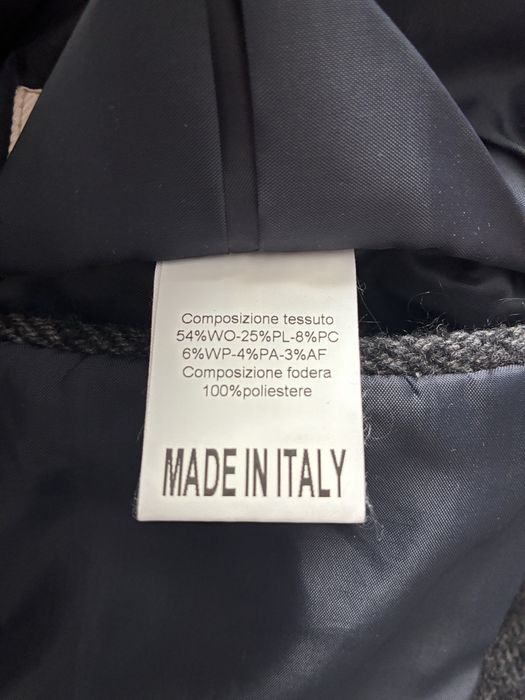 Composizione tessuto
54%WO-25%PL-8%PC
6%WP-4%PA-3%AF
Composizione fodera
100%poliestere
MADE IN ITALY